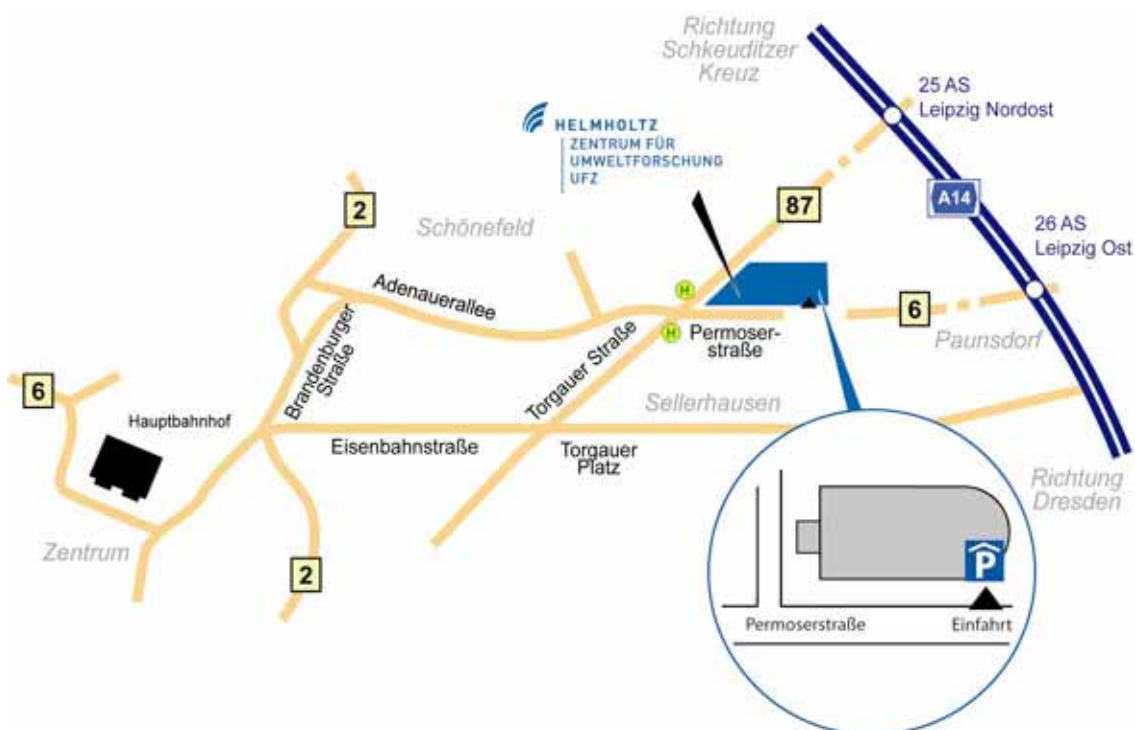 Richtung
Schkeuditzer
Kreuz
25 AS
Leipzig Nordost
HELMHOLTZ
ZENTRUM FÜR
UMWELTFORSCHUNG
UFZ
87
A14
2
Schönefeld
26 AS
Leipzig Ost
Adenauerallee
H
6
Paunsdorf
H
Permoser-
straße
Brandenburger
Straße
Torgauer Straße
6
Hauptbahnhof
Sellerhausen
Eisenbahnstraße
Torgauer
Platz
Richtung
Dresden
Zentrum
2
P
Permoserstraße
Einfahrt